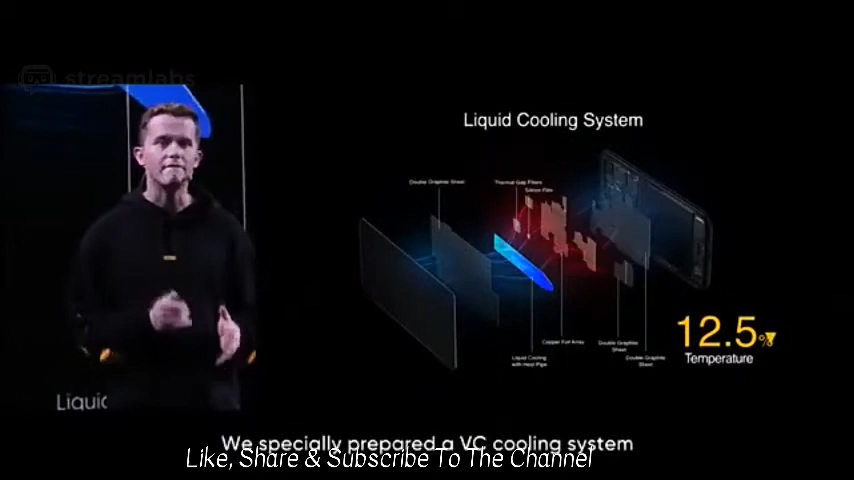 streamlabs
Liquid Cooling System
Double Graphite Sheet
Thermal Gap Fillers
Silicon Film
12.5%
Temperature
Copper Foil Array
Double Graphite
Sheet
Liquid Cooling
with Heat Pipe
Double Graphite
Sheet
Liquid
We specially prepared a VC cooling system
Like, Share & Subscribe To The Channel